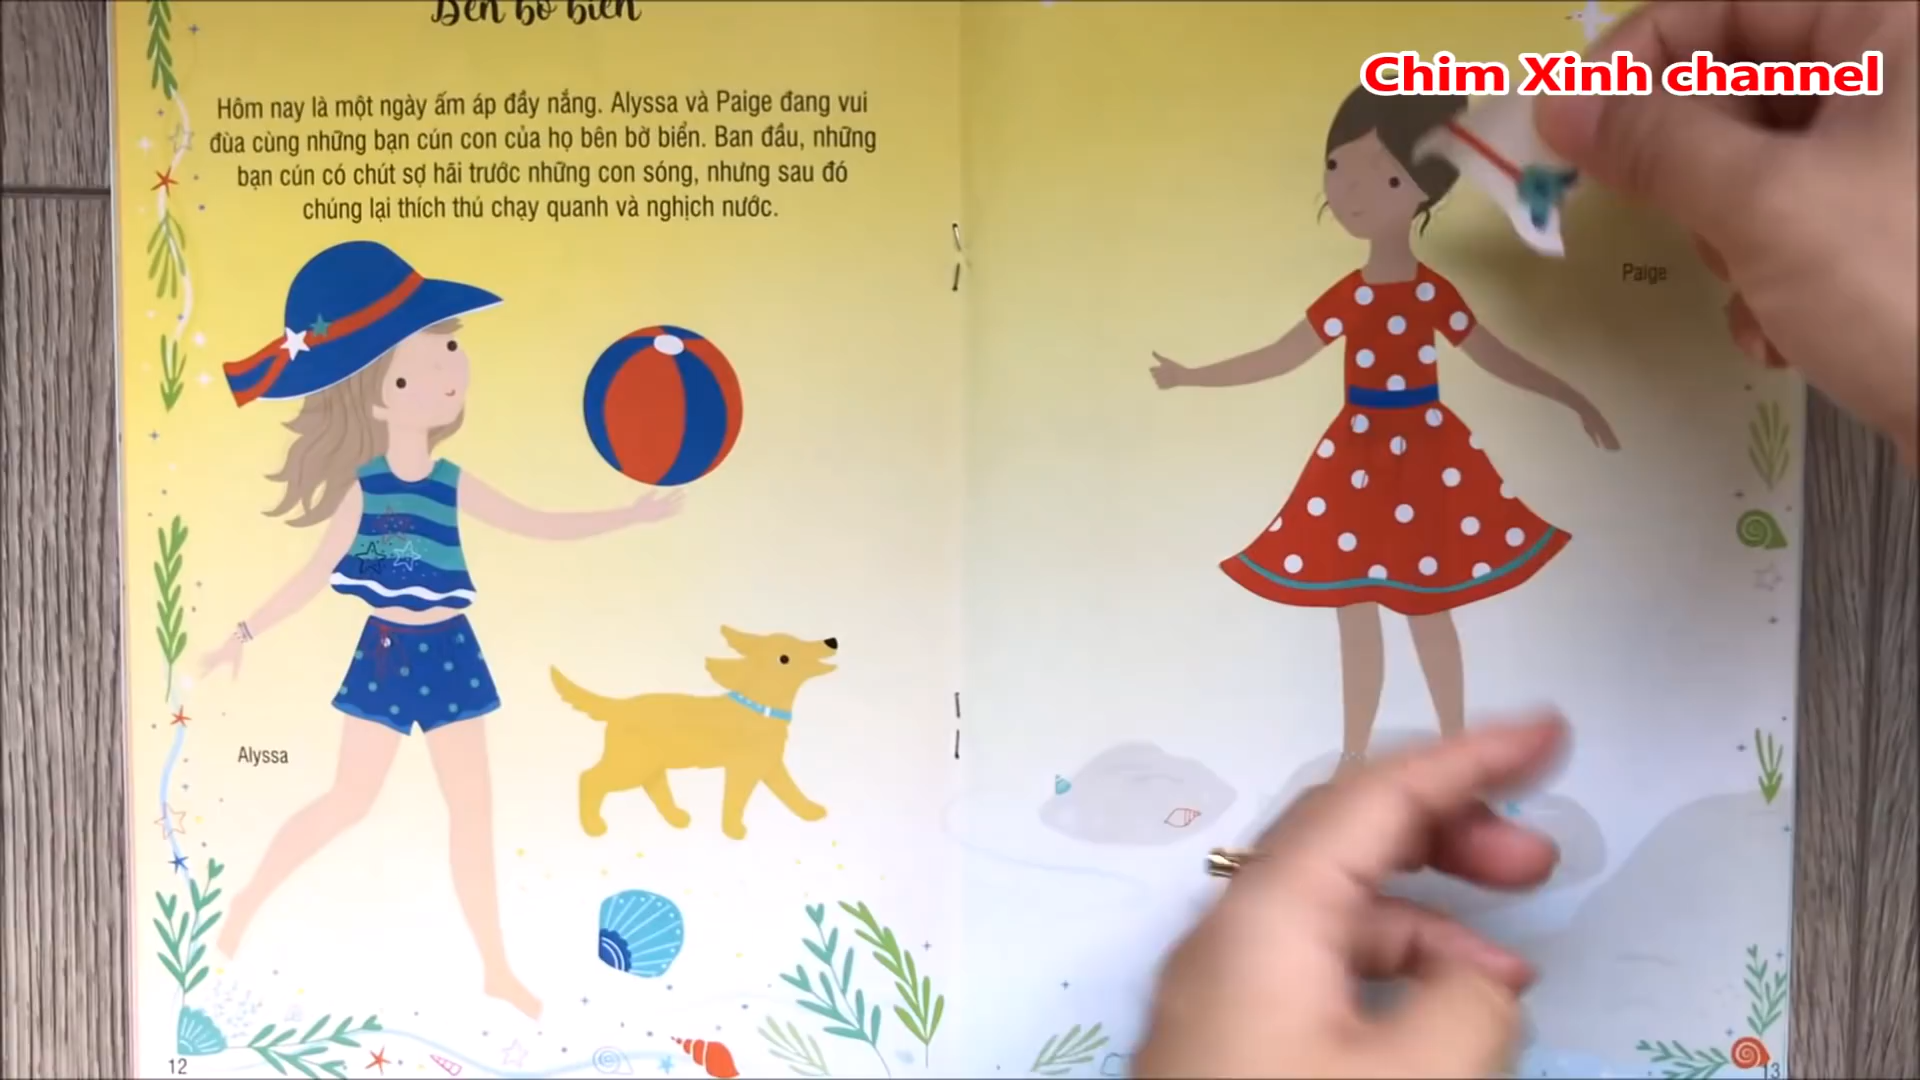 Bên bờ biển
Chim Xinh channel
Hôm nay là một ngày ấm áp đầy nắng. Alyssa và Paige đang vui
đùa cùng những bạn cún con của họ bên bờ biển. Ban đầu, những
bạn cún có chút sợ hãi trước những con sóng, nhưng sau đó
chúng lại thích thú chạy quanh và nghịch nước.
Paige
Alyssa
12
13